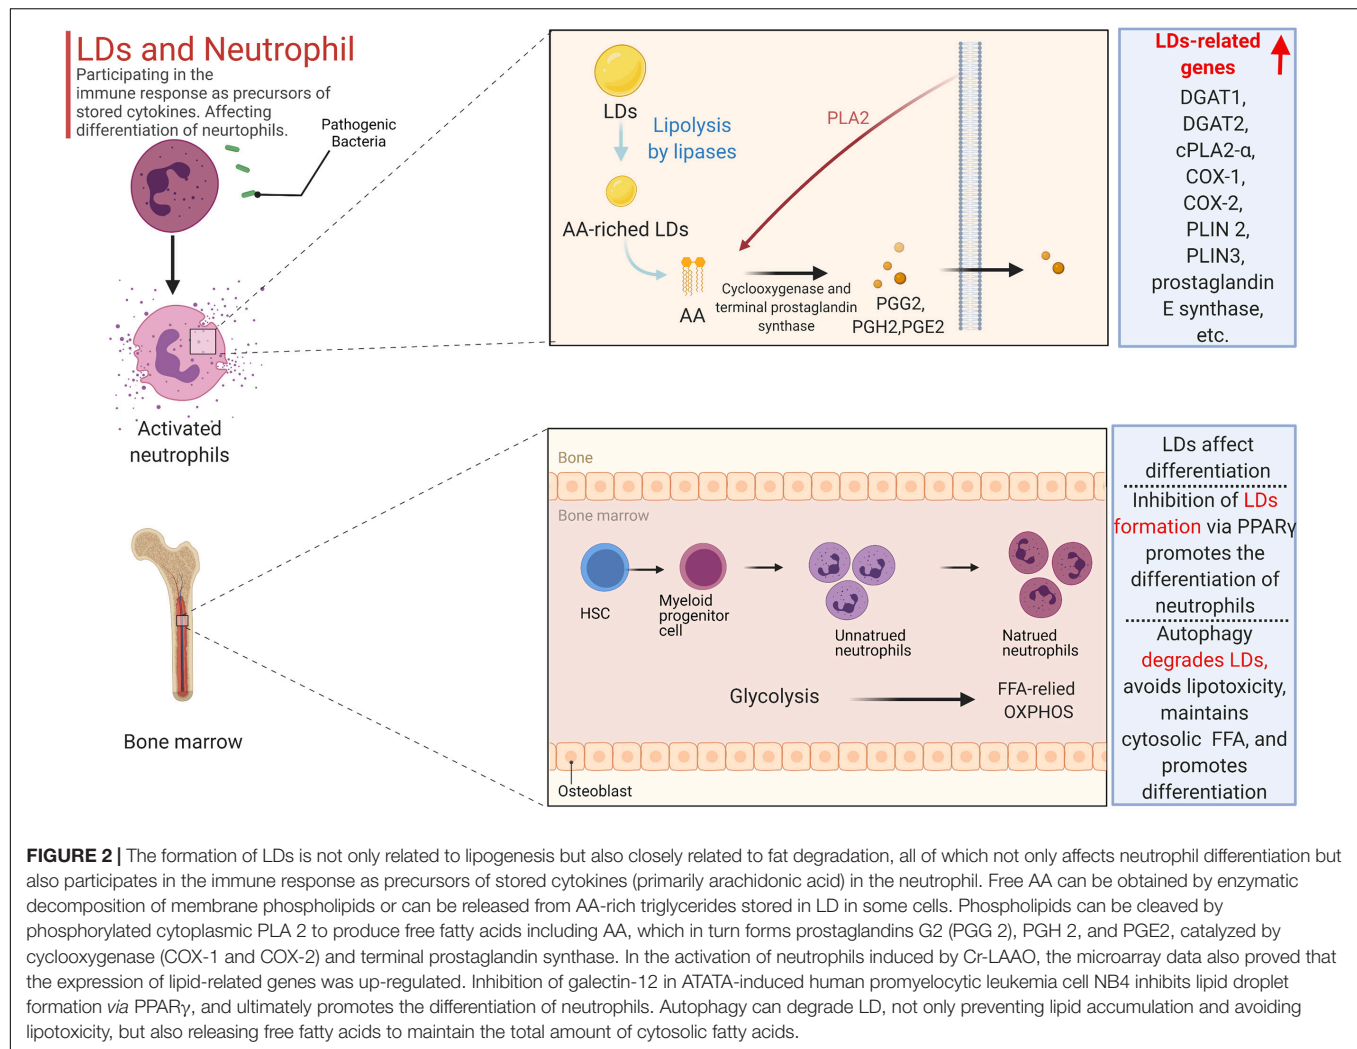 LDs and Neutrophil
Participating in the
immune response as precursors of
stored cytokines. Affecting
differentiation of neurtophils.
Pathogenic
Bacteria
Activated
neutrophils
LDs
Lipolysis
by lipases
AA-riched LDs
AA
PLA2
Cyclooxygenase and
terminal prostaglandin
synthase
PGG2,
PGH2,PGE2
LDs-related
genes
DGAT1,
DGAT2,
cPLA2-α,
COX-1,
COX-2,
PLIN 2,
PLIN3,
prostaglandin
E synthase,
etc.
Bone marrow
Bone
Bone marrow
HSC
Myeloid
progenitor
cell
Unnatrued
neutrophils
Natrued
neutrophils
Glycolysis
FFA-relied
OXPHOS
Osteoblast
LDs affect
differentiation
Inhibition of LDs
formation via PPARγ
promotes the
differentiation of
neutrophils
Autophagy
degrades LDs,
avoids lipotoxicity,
maintains
cytosolic FFA, and
promotes
differentiation
FIGURE 2 | The formation of LDs is not only related to lipogenesis but also closely related to fat degradation, all of which not only affects neutrophil differentiation but
also participates in the immune response as precursors of stored cytokines (primarily arachidonic acid) in the neutrophil. Free AA can be obtained by enzymatic
decomposition of membrane phospholipids or can be released from AA-rich triglycerides stored in LD in some cells. Phospholipids can be cleaved by
phosphorylated cytoplasmic PLA 2 to produce free fatty acids including AA, which in turn forms prostaglandins G2 (PGG 2), PGH 2, and PGE2, catalyzed by
cyclooxygenase (COX-1 and COX-2) and terminal prostaglandin synthase. In the activation of neutrophils induced by Cr-LAAO, the microarray data also proved that
the expression of lipid-related genes was up-regulated. Inhibition of galectin-12 in ATATA-induced human promyelocytic leukemia cell NB4 inhibits lipid droplet
formation via PPARγ, and ultimately promotes the differentiation of neutrophils. Autophagy can degrade LD, not only preventing lipid accumulation and avoiding
lipotoxicity, but also releasing free fatty acids to maintain the total amount of cytosolic fatty acids.